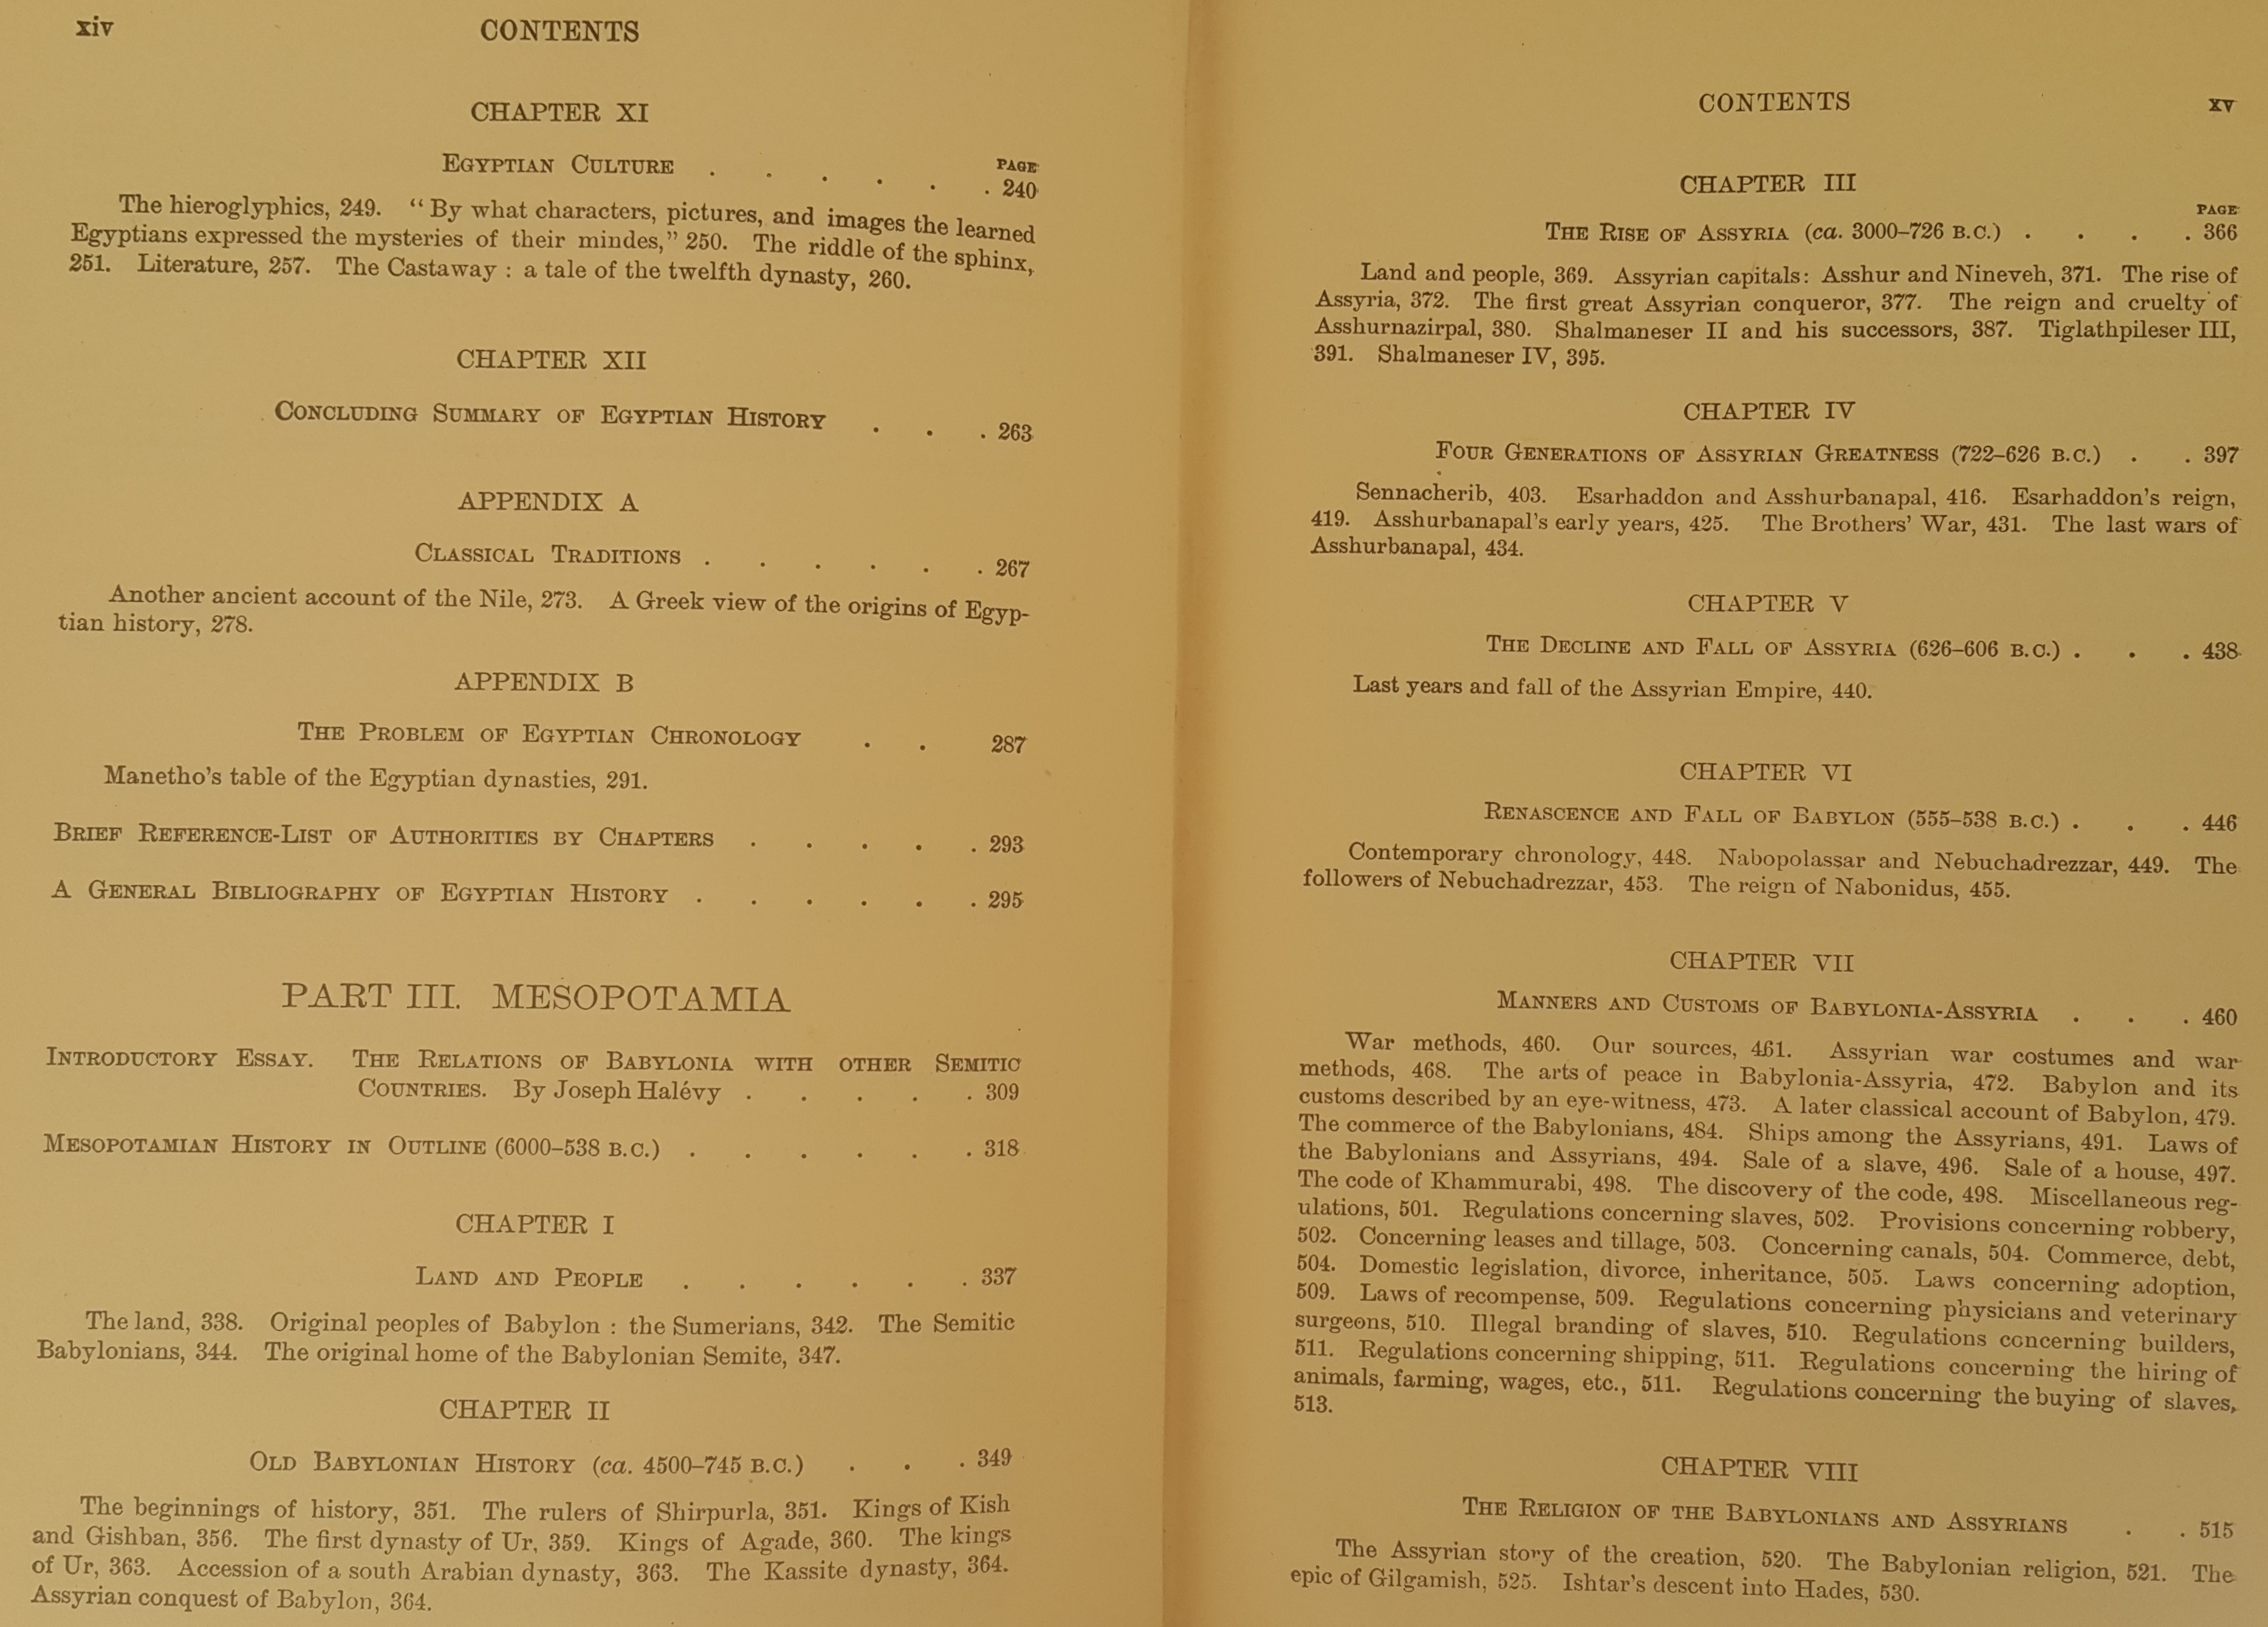 xiv
CONTENTS
CHAPTER XI
PAGE
EGYPTIAN CULTURE . . . . . . 240
The hieroglyphics, 249. “By what characters, pictures, and images the learned
Egyptians expressed the mysteries of their mindes,” 250. The riddle of the sphinx,
251. Literature, 257. The Castaway : a tale of the twelfth dynasty, 260.
CHAPTER XII
CONCLUDING SUMMARY OF EGYPTIAN HISTORY . . . 263
APPENDIX A
CLASSICAL TRADITIONS . . . . . . 267
Another ancient account of the Nile, 273. A Greek view of the origins of Egyp-
tian history, 278.
APPENDIX B
THE PROBLEM OF EGYPTIAN CHRONOLOGY . . 287
Manetho’s table of the Egyptian dynasties, 291.
BRIEF REFERENCE-LIST OF AUTHORITIES BY CHAPTERS . . . . . 293
A GENERAL BIBLIOGRAPHY OF EGYPTIAN HISTORY . . . . . . 295
PART III. MESOPOTAMIA
INTRODUCTORY ESSAY. THE RELATIONS OF BABYLONIA WITH OTHER SEMITIC
COUNTRIES. By Joseph Halévy . . . . . 309
MESOPOTAMIAN HISTORY IN OUTLINE (6000–538 B.C.) . . . . . . 318
CHAPTER I
LAND AND PEOPLE . . . . . . 337
The land, 338. Original peoples of Babylon : the Sumerians, 342. The Semitic
Babylonians, 344. The original home of the Babylonian Semite, 347.
CHAPTER II
OLD BABYLONIAN HISTORY (ca. 4500–745 B.C.) . . . 349
The beginnings of history, 351. The rulers of Shirpurla, 351. Kings of Kish
and Gishban, 356. The first dynasty of Ur, 359. Kings of Agade, 360. The kings
of Ur, 363. Accession of a south Arabian dynasty, 363. The Kassite dynasty, 364.
Assyrian conquest of Babylon, 364.
CONTENTS
xv
CHAPTER III
PAGE
THE RISE OF ASSYRIA (ca. 3000–726 B.C.) . . . . 366
Land and people, 369. Assyrian capitals: Asshur and Nineveh, 371. The rise of
Assyria, 372. The first great Assyrian conqueror, 377. The reign and cruelty of
Asshurnazirpal, 380. Shalmaneser II and his successors, 387. Tiglathpileser III,
391. Shalmaneser IV, 395.
CHAPTER IV
FOUR GENERATIONS OF ASSYRIAN GREATNESS (722–626 B.C.) . . 397
Sennacherib, 403. Esarhaddon and Asshurbanapal, 416. Esarhaddon’s reign,
419. Asshurbanapal’s early years, 425. The Brothers’ War, 431. The last wars of
Asshurbanapal, 434.
CHAPTER V
THE DECLINE AND FALL OF ASSYRIA (626–606 B.C.) . . . 438
Last years and fall of the Assyrian Empire, 440.
CHAPTER VI
RENASCENCE AND FALL OF BABYLON (555–538 B.C.) . . . 446
Contemporary chronology, 448. Nabopolassar and Nebuchadrezzar, 449. The
followers of Nebuchadrezzar, 453. The reign of Nabonidus, 455.
CHAPTER VII
MANNERS AND CUSTOMS OF BABYLONIA-ASSYRIA . . . 460
War methods, 460. Our sources, 461. Assyrian war costumes and war
methods, 468. The arts of peace in Babylonia-Assyria, 472. Babylon and its
customs described by an eye-witness, 473. A later classical account of Babylon, 479.
The commerce of the Babylonians, 484. Ships among the Assyrians, 491. Laws of
the Babylonians and Assyrians, 494. Sale of a slave, 496. Sale of a house, 497.
The code of Khammurabi, 498. The discovery of the code, 498. Miscellaneous reg-
ulations, 501. Regulations concerning slaves, 502. Provisions concerning robbery,
502. Concerning leases and tillage, 503. Concerning canals, 504. Commerce, debt,
504. Domestic legislation, divorce, inheritance, 505. Laws concerning adoption,
509. Laws of recompense, 509. Regulations concerning physicians and veterinary
surgeons, 510. Illegal branding of slaves, 510. Regulations concerning builders,
511. Regulations concerning shipping, 511. Regulations concerning the hiring of
animals, farming, wages, etc., 511. Regulations concerning the buying of slaves,
513.
CHAPTER VIII
THE RELIGION OF THE BABYLONIANS AND ASSYRIANS . . 515
The Assyrian story of the creation, 520. The Babylonian religion, 521. The
epic of Gilgamish, 525. Ishtar’s descent into Hades, 530.